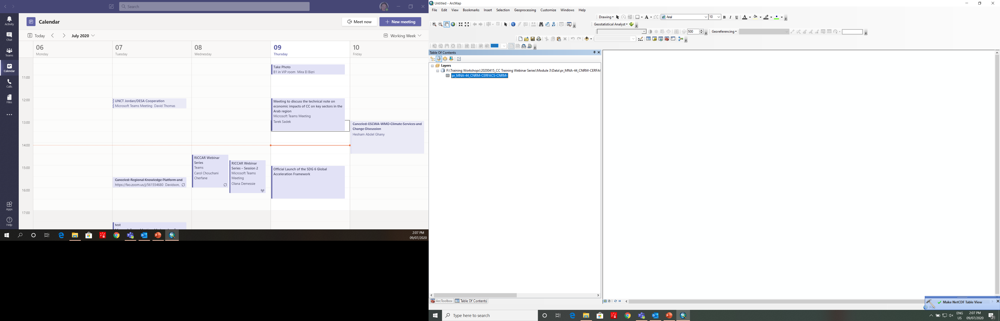 Search
Activity
Chat
Teams
Calendar
Calls
Files
Apps
Help
Calendar
Meet now
New meeting
Today
July 2020
Working Week
06
Monday
07
Tuesday
08
Wednesday
09
Thursday
10
Friday
11:00
12:00
13:00
14:00
15:00
16:00
17:00
UNCT Jordan/DESA Cooperation
Microsoft Teams Meeting David Thomas
Canceled: Regional Knowledge Platform and
https://fao.zoom.us/j/561554680 Davidson,
test
RICCAR Webinar
Series
Teams
Carol Chouchani
Cherfane
RICCAR Webinar
Series – Session 2
Microsoft Teams
Meeting
Olana Demessie
Take Photo
B1 in VIP room Mira El Bizri
Meeting to discuss the technical note on
economic impacts of CC on key sectors in the
Arab region
Microsoft Teams Meeting
Tarek Sadek
Official Launch of the SDG 6 Global
Acceleration Framework
Canceled: ESCWA-WMO Climate Services and
Change Discussion
Hesham Abdel Ghany
2:07 PM
09/07/2020
Untitled - ArcMap
File Edit View Bookmarks Insert Selection Geoprocessing Customize Windows Help
Drawing
Arial
10
B I U A
Geostatistical Analyst
500
Georeferencing
Table Of Contents
Layers
F:\Training Workshops\20200415_CC Training Webinar Series\Module 3\Data\pr_MNA-44_CNRM-CERFA
pr_MNA-44_CNRM-CERFACS-CNRM-
ArcToolbox
Table Of Contents
Make NetCDF Table View
Type here to search
ENG
US
2:07 PM
09/07/2020
21